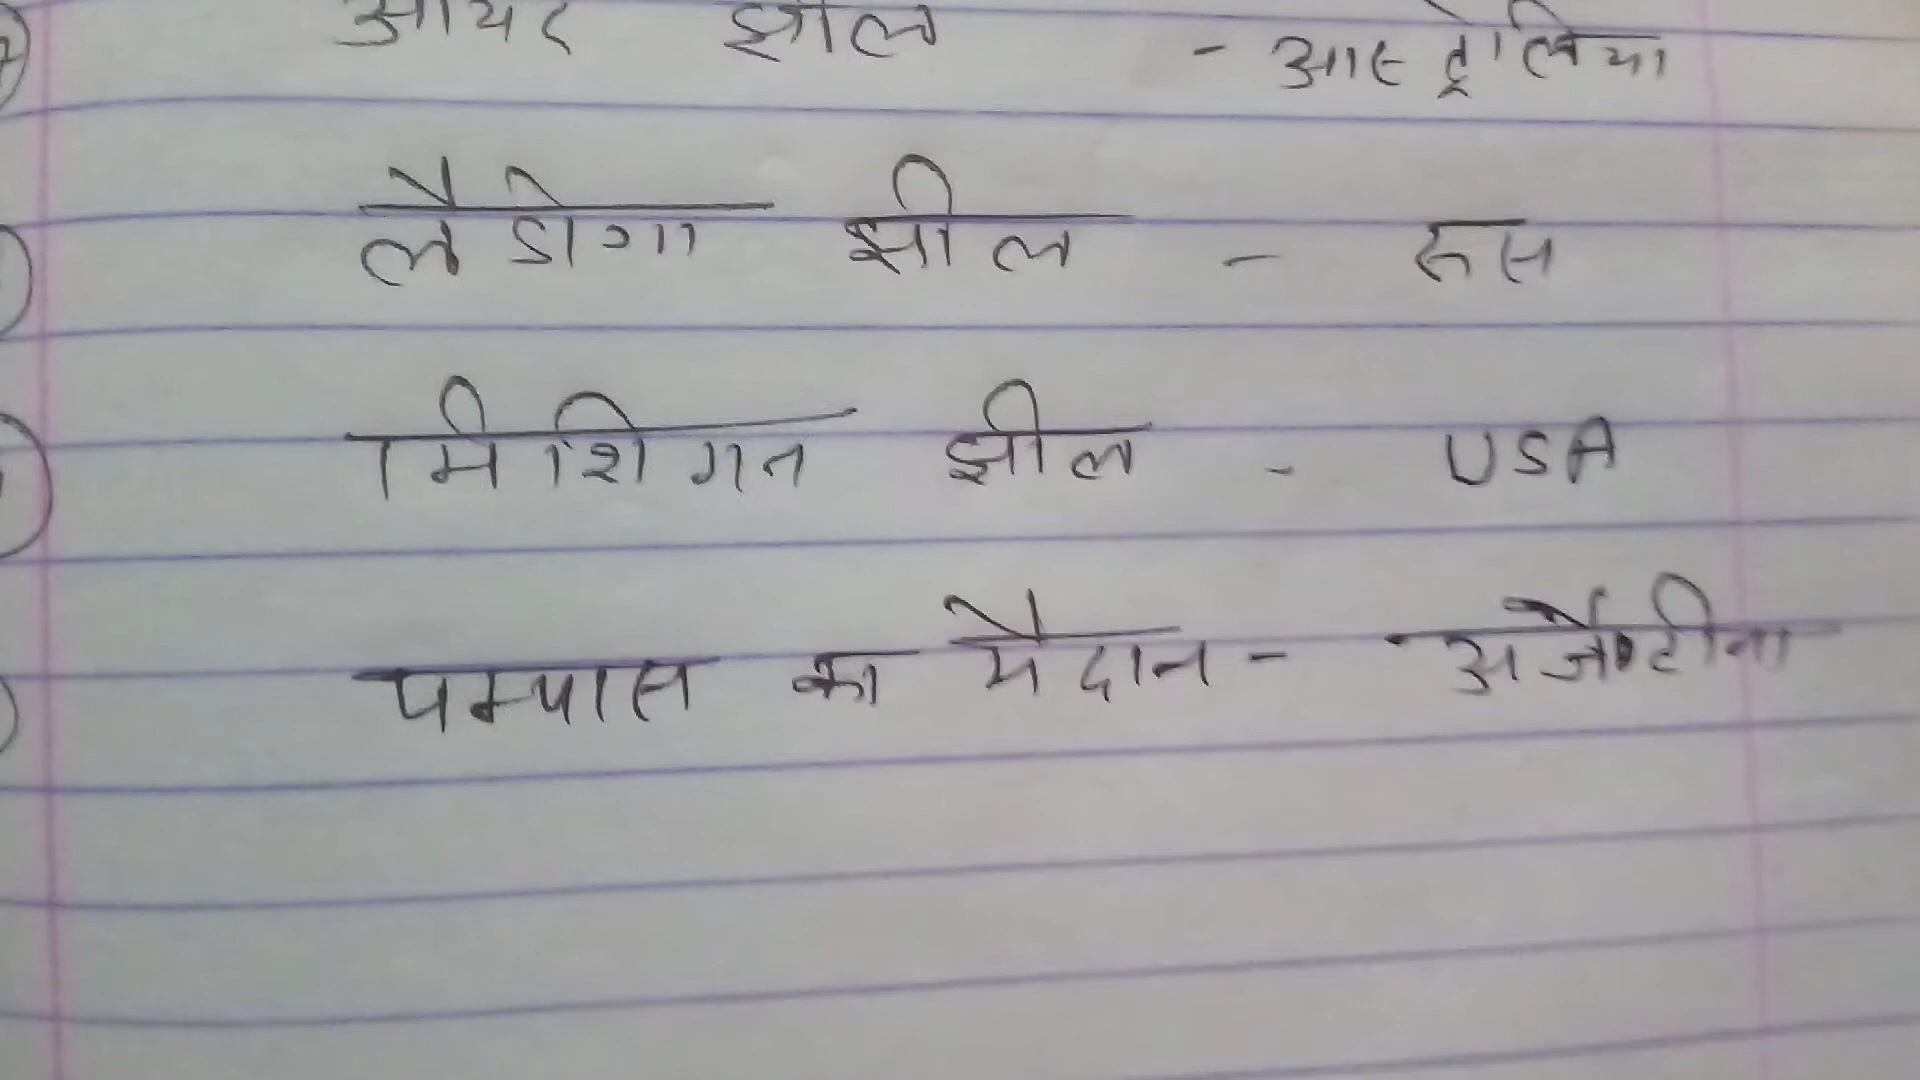 आयर झील - आस्ट्रेलिया
लैडोगा झील - रूस
मिशिगन झील - USA
पम्पास का मैदान - अर्जेण्टीना